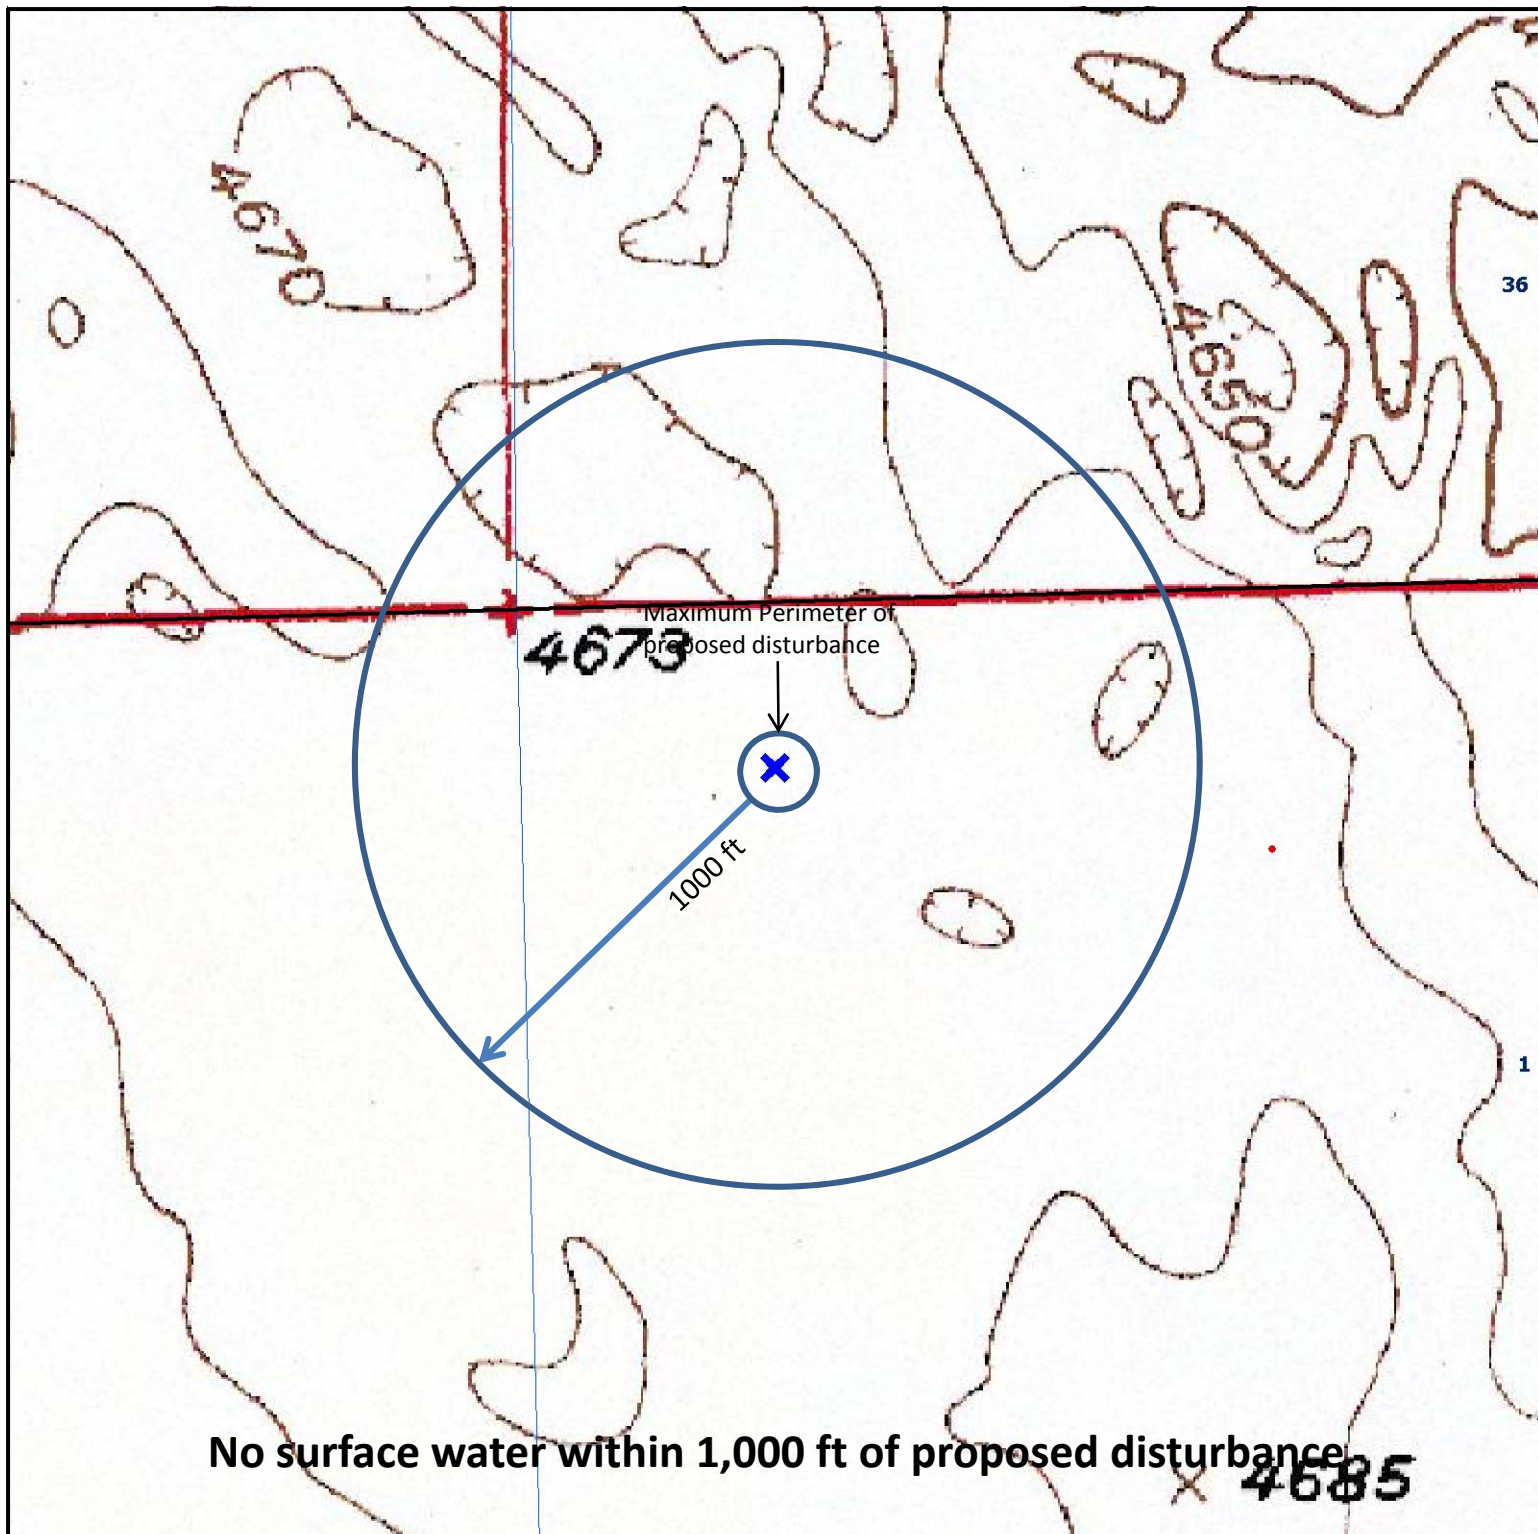 4670
36
4650
Maximum Perimeter of
proposed disturbance
4673
1000 ft
1
No surface water within 1,000 ft of proposed disturbance
4685